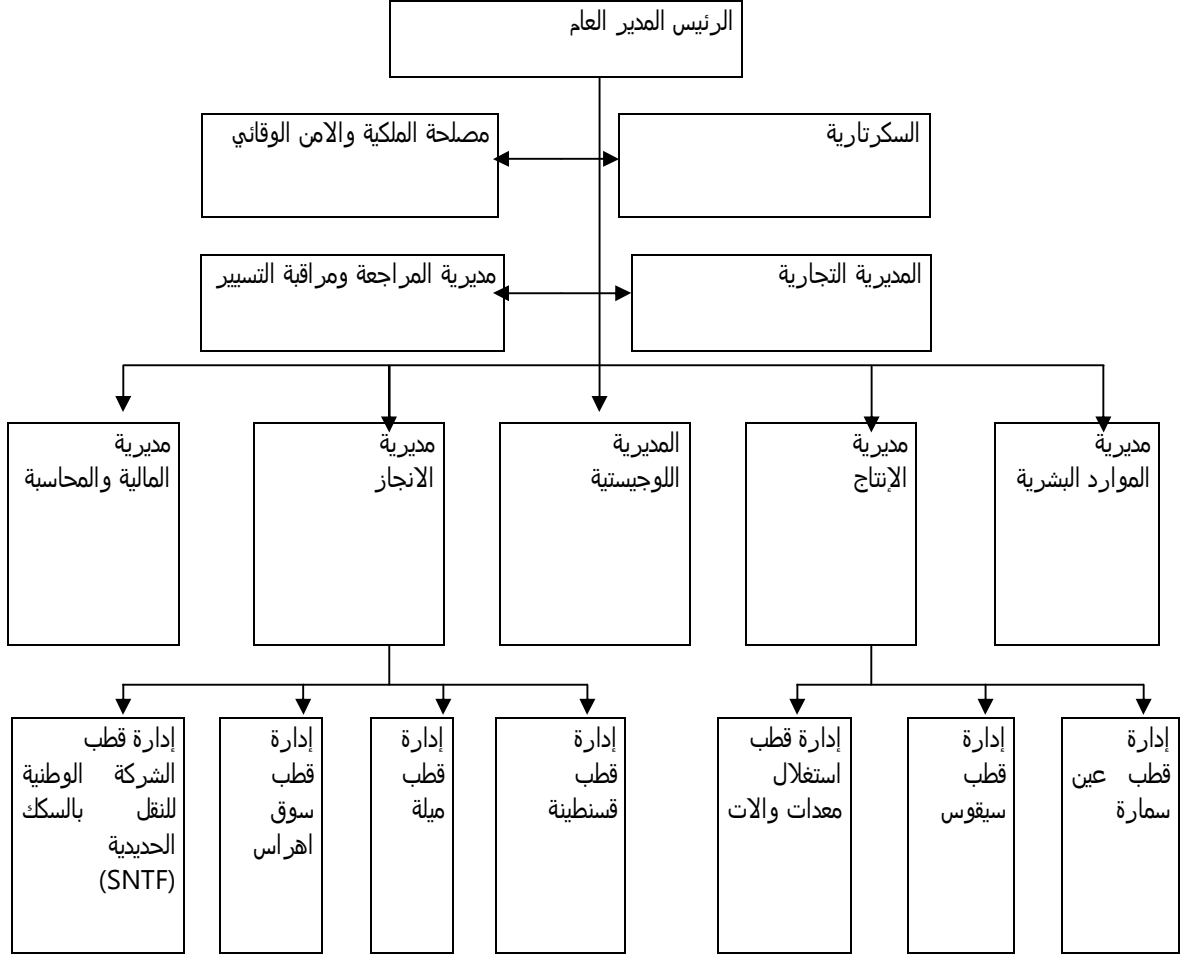 الرئيس المدير العام
السكرتارية
مصلحة الملكية والامن الوقائي
المديرية التجارية
مديرية المراجعة ومراقبة التسيير
مديرية
الموارد البشرية
مديرية
الإنتاج
المديرية
اللوجيستية
مديرية
الانجاز
مديرية
المالية والمحاسبة
إدارة
قطب عين
سمارة
إدارة
قطب
سيقوس
إدارة قطب
استغلال
معدات والات
إدارة
قطب
قسنطينة
إدارة
قطب
ميلة
إدارة
قطب
سوق
اهراس
إدارة قطب
الشركة الوطنية
للنقل بالسكك
الحديدية
(SNTF)